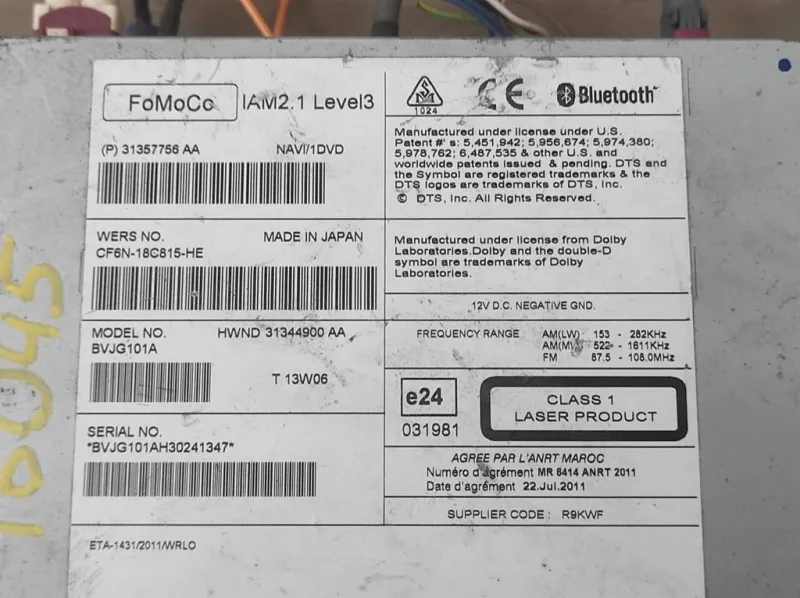 FoMoCo
IAM2.1 Level3
(P) 31357756 AA NAVI/1DVD
WERS NO. MADE IN JAPAN
CF6N-18C815-HE
MODEL NO. HWND 31344900 AA
BVJG101A
T 13W06
SERIAL NO.
*BVJG101AH30241347*
ETA-1431/2011/WRLO
1024
CE
Bluetooth
Manufactured under license under U.S.
Patent #' s: 5,451,942; 5,956,674; 5,974,380;
5,978,762; 6,487,535 & other U.S. and
worldwide patents issued & pending. DTS and
the Symbol are registered trademarks & the
DTS logos are trademarks of DTS, Inc.
© DTS, Inc. All Rights Reserved.
Manufactured under license from Dolby
Laboratories.Dolby and the double-D
symbol are trademarks of Dolby
Laboratories.
12V D.C. NEGATIVE GND.
FREQUENCY RANGE AM(LW) 153 - 282KHz
AM(M) 522 - 1611KHz
FM 87.5 - 108.0MHz
e24
031981
CLASS 1
LASER PRODUCT
AGREE PAR L'ANRT MAROC
Numéro d'agrément MR 6414 ANRT 2011
Date d'agrément 22.Jul.2011
SUPPLIER CODE : R9KWF
10045